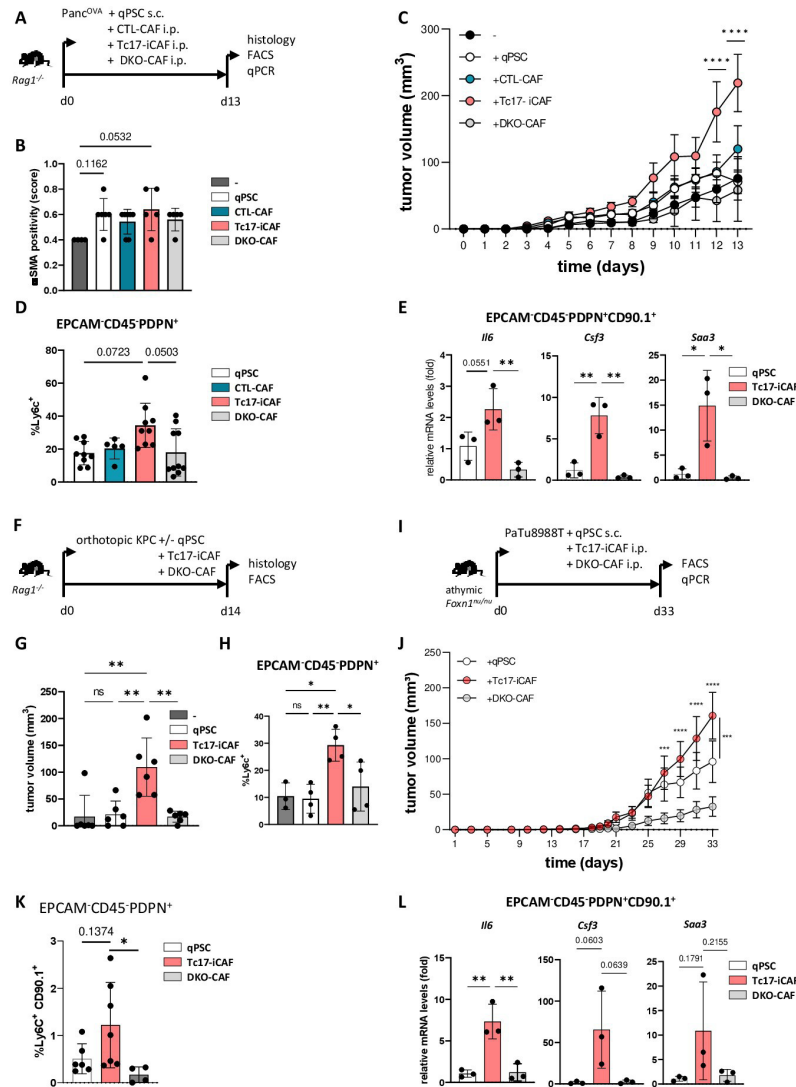 A
Panc^OVA + qPSC s.c.
+ CTL-CAF i.p.
+ Tc17-iCAF i.p.
+ DKO-CAF i.p.
histology
FACS
qPCR
Rag1-/-
d0
d13
B
0.0532
0.1162
αSMA positivity (score)
1.0
0.8
0.6
0.4
0.2
0.0
-
qPSC
CTL-CAF
Tc17-iCAF
DKO-CAF
C
-
+ qPSC
+CTL-CAF
+Tc17- iCAF
+DKO-CAF
****
****
tumor volume (mm³)
300
200
100
0
0 1 2 3 4 5 6 7 8 9 10 11 12 13
time (days)
D
EPCAM-CD45-PDPN+
0.0723
0.0503
%Ly6c+
80
60
40
20
0
qPSC
CTL-CAF
Tc17-iCAF
DKO-CAF
E
EPCAM-CD45-PDPN+CD90.1+
Il6
Csf3
Saa3
relative mRNA levels (fold)
0.0551
**
4
3
2
1
0
**
**
15
10
5
0
*
*
25
20
15
10
5
0
qPSC
Tc17-iCAF
DKO-CAF
F
orthotopic KPC +/- qPSC
+ Tc17-iCAF
+ DKO-CAF
histology
FACS
Rag1-/-
d0
d14
I
PaTu8988T + qPSC s.c.
+ Tc17-iCAF i.p.
+ DKO-CAF i.p.
FACS
qPCR
athymic
Foxn1nu/nu
d0
d33
G
**
ns
**
**
tumor volume (mm³)
250
200
150
100
50
0
-
qPSC
Tc17-iCAF
DKO-CAF
H
EPCAM-CD45-PDPN+
*
ns
**
*
%Ly6c+
40
30
20
10
0
J
+qPSC
+Tc17-iCAF
+DKO-CAF
***
****
****
****
***
tumor volume (mm³)
250
200
150
100
50
0
1 5 9 13 17 21 25 29 33
time (days)
K
EPCAM-CD45-PDPN+
0.1374
*
%Ly6C+ CD90.1+
3
2
1
0
qPSC
Tc17-iCAF
DKO-CAF
L
EPCAM-CD45-PDPN+CD90.1+
Il6
Csf3
Saa3
relative mRNA levels (fold)
**
**
10
5
0
0.0603
0.0639
150
100
50
0
0.2155
0.1791
25
20
15
10
5
0
qPSC
Tc17-iCAF
DKO-CAF